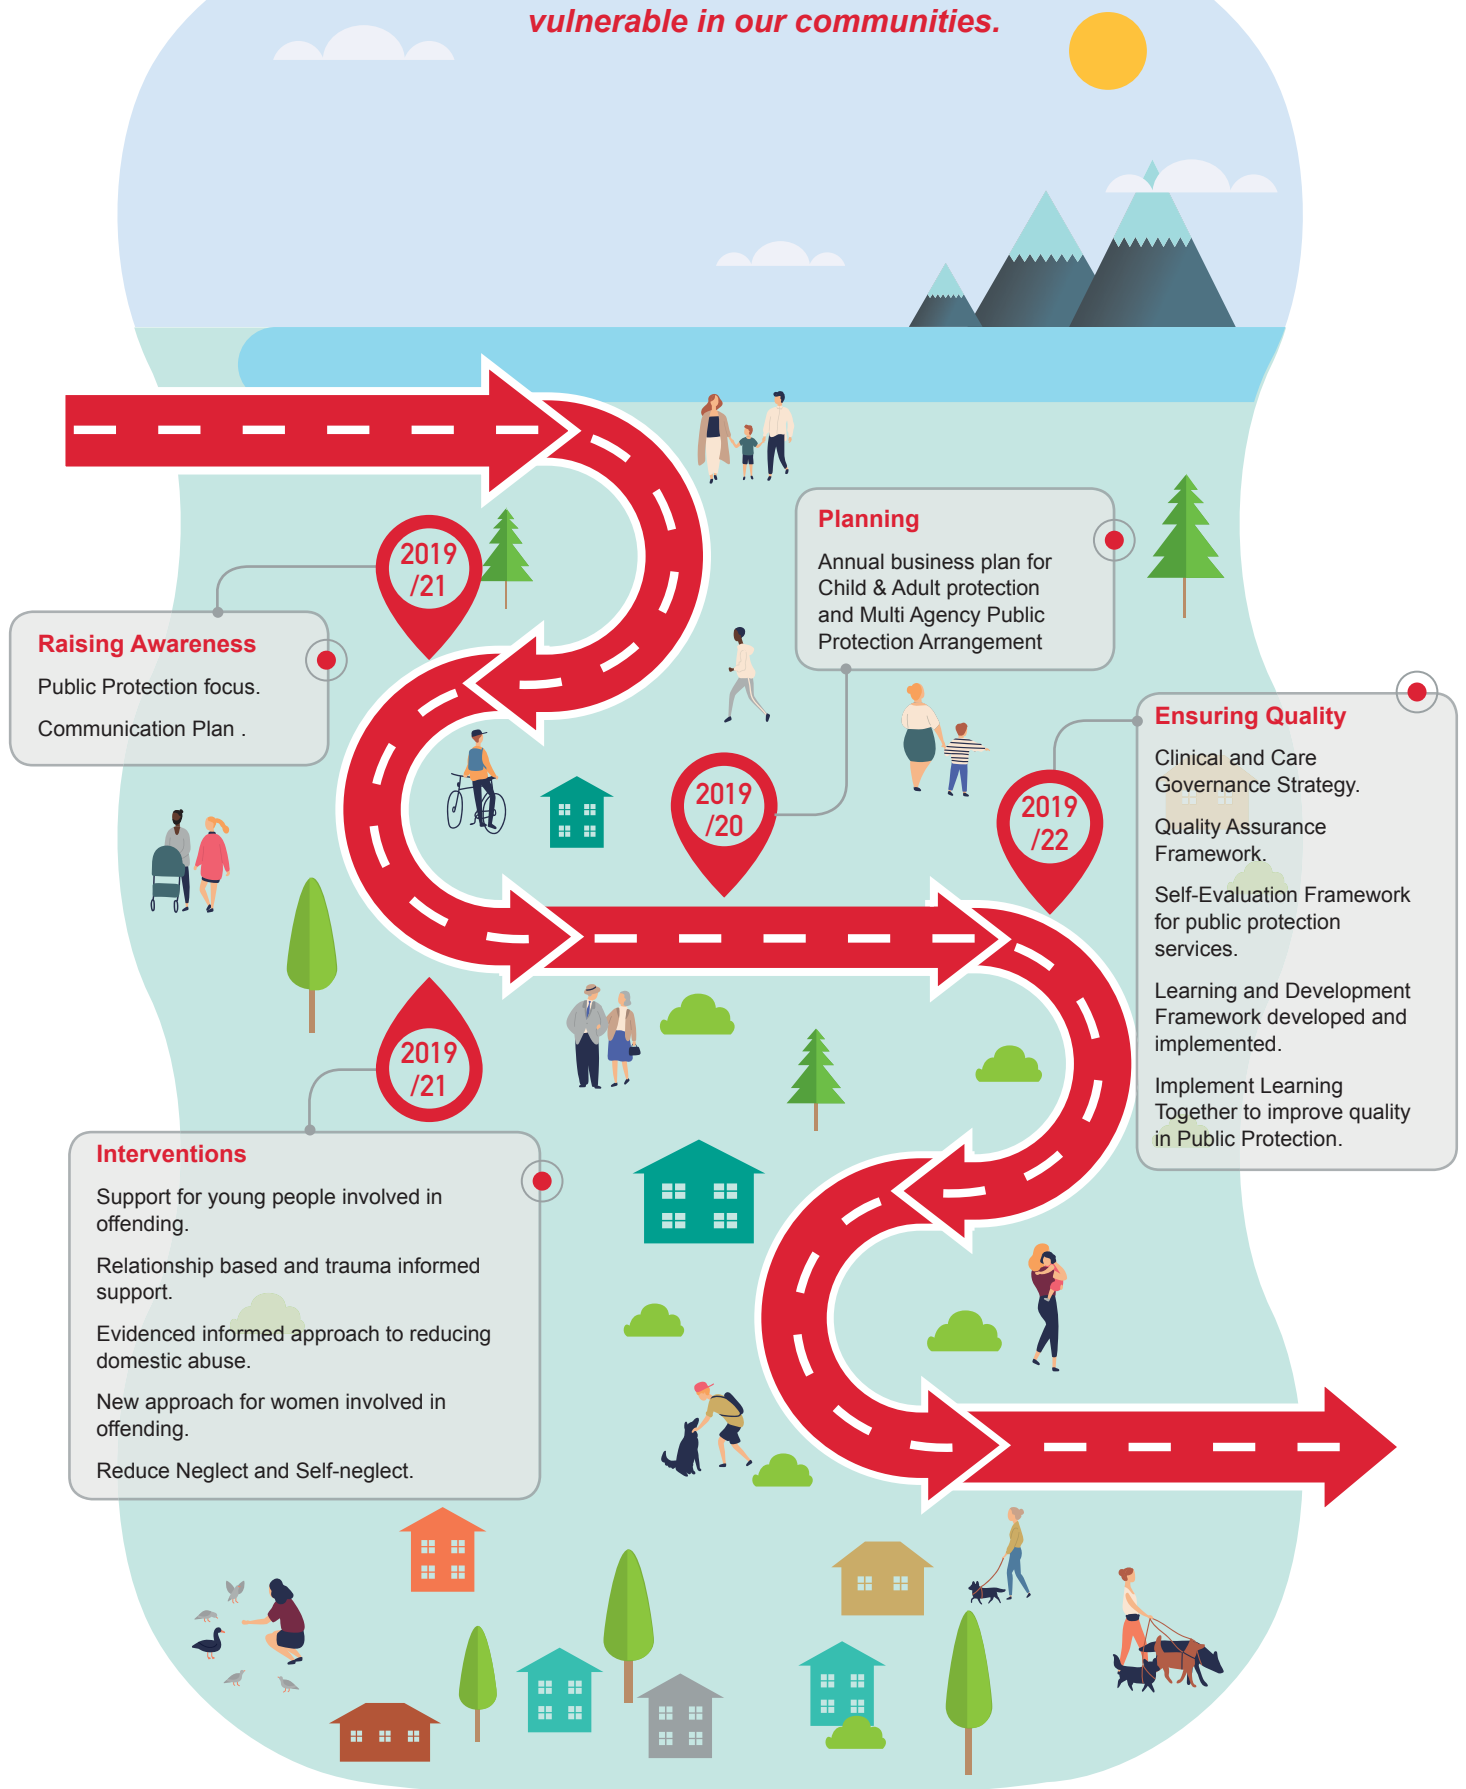 vulnerable in our communities.
2019
/21
Raising Awareness
Public Protection focus.
Communication Plan .
Planning
Annual business plan for
Child & Adult protection
and Multi Agency Public
Protection Arrangement
2019
/20
2019
/22
Ensuring Quality
Clinical and Care
Governance Strategy.
Quality Assurance
Framework.
Self-Evaluation Framework
for public protection
services.
Learning and Development
Framework developed and
implemented.
Implement Learning
Together to improve quality
in Public Protection.
2019
/21
Interventions
Support for young people involved in
offending.
Relationship based and trauma informed
support.
Evidenced informed approach to reducing
domestic abuse.
New approach for women involved in
offending.
Reduce Neglect and Self-neglect.